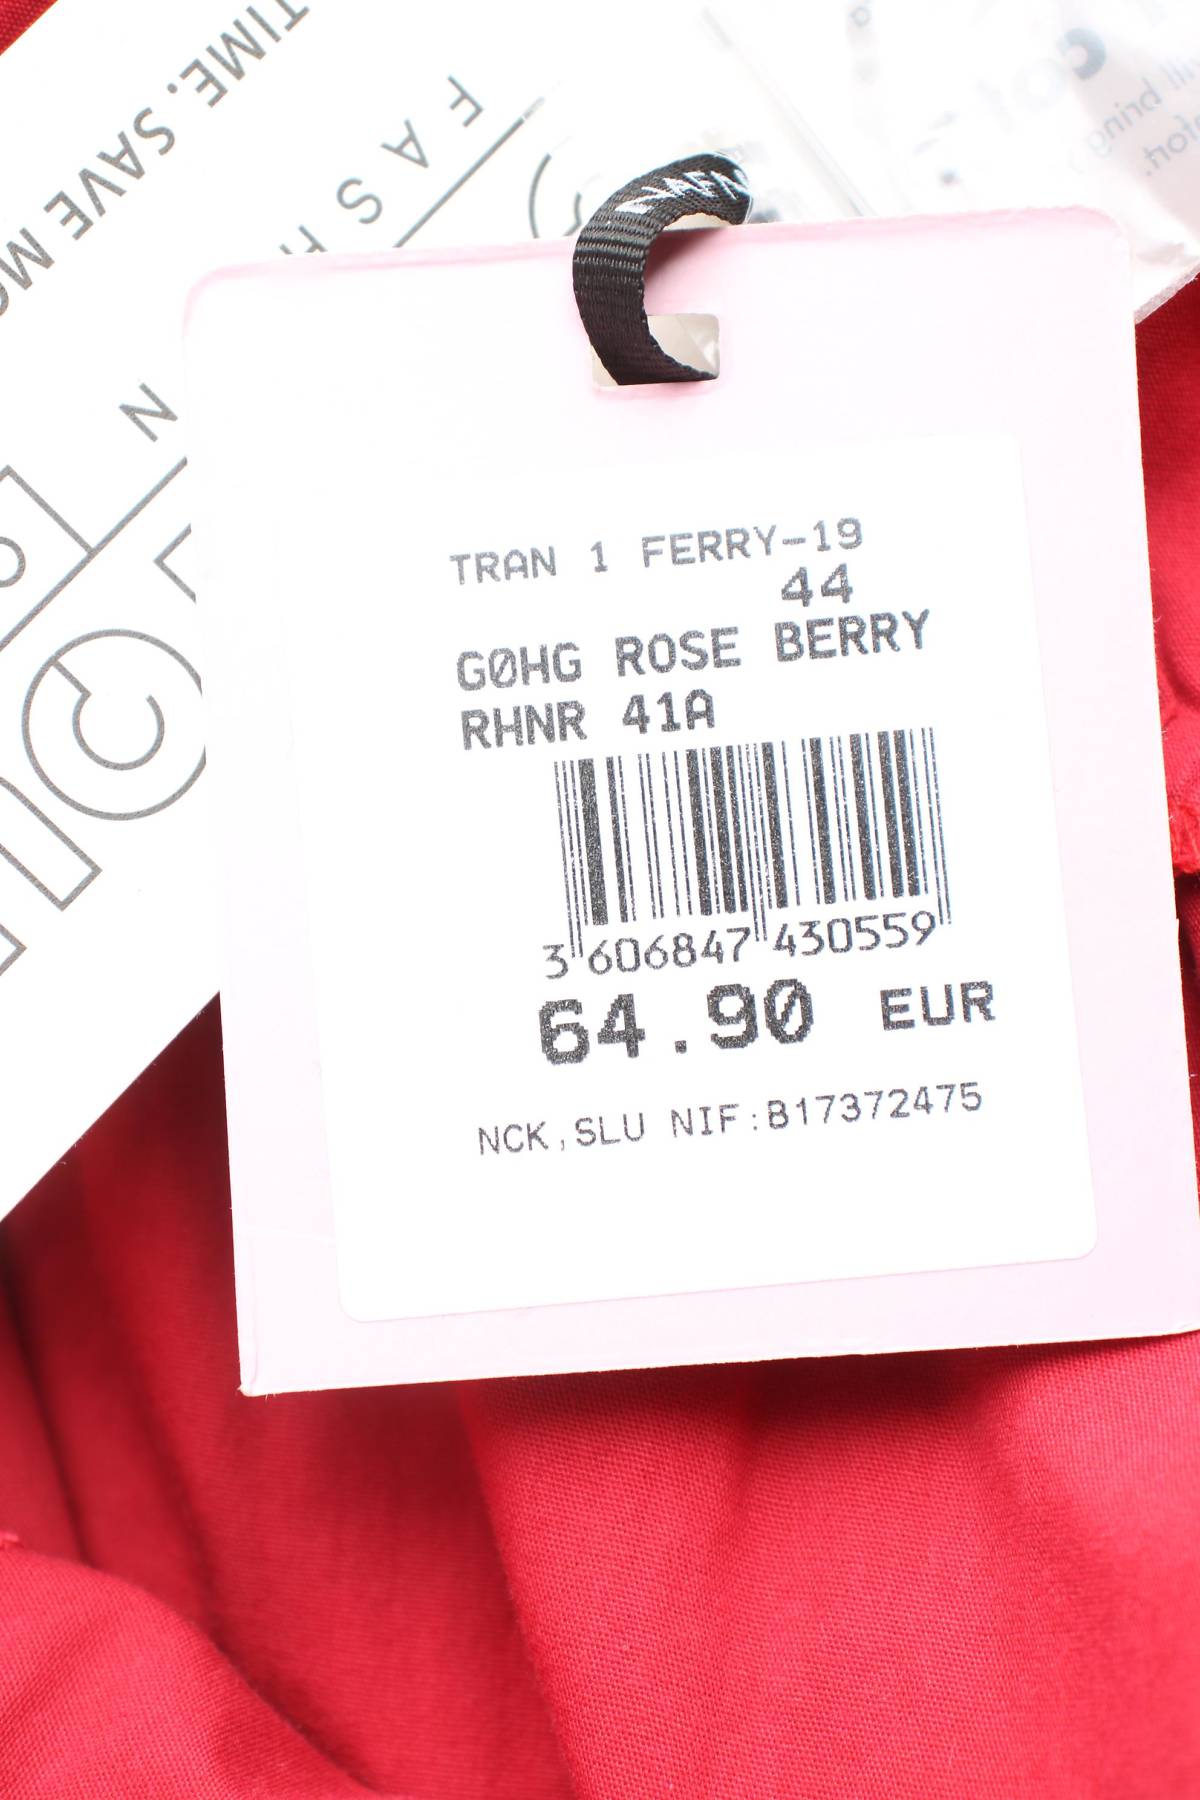 TIME. SAVE M
F A S H
N
TRAN 1 FERRY-19
44
G0HG ROSE BERRY
RHNR 41A
3 606847 430559
64.90 EUR
NCK,SLU NIF:B17372475